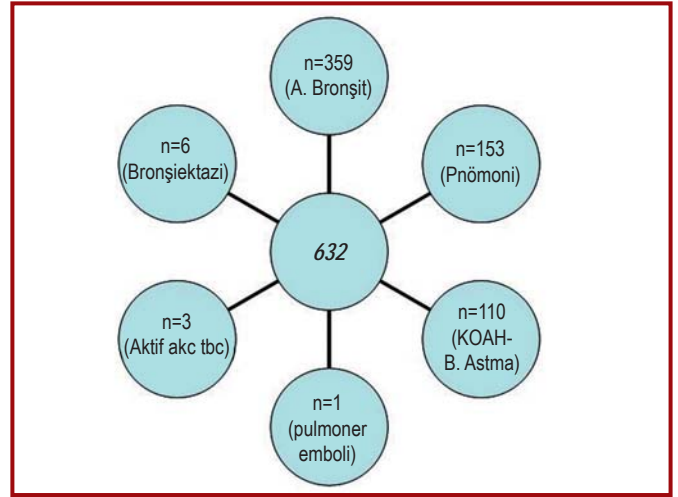 n=359
(A. Bronşit)
n=6
(Bronşiektazi)
n=153
(Pnömoni)
632
n=3
(Aktif akc tbc)
n=110
(KOAH-
B. Astma)
n=1
(pulmoner
emboli)